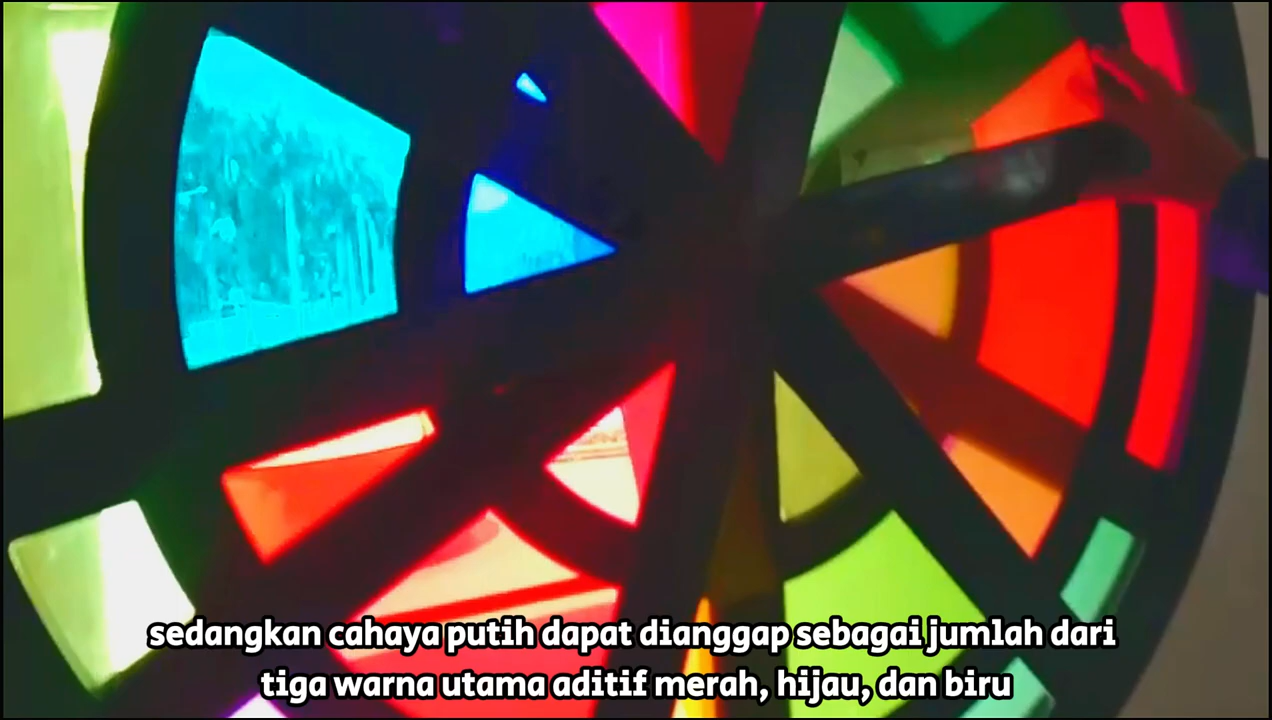 sedangkan cahaya putih dapat dianggap sebagai jumlah dari
tiga warna utama aditif merah, hijau, dan biru